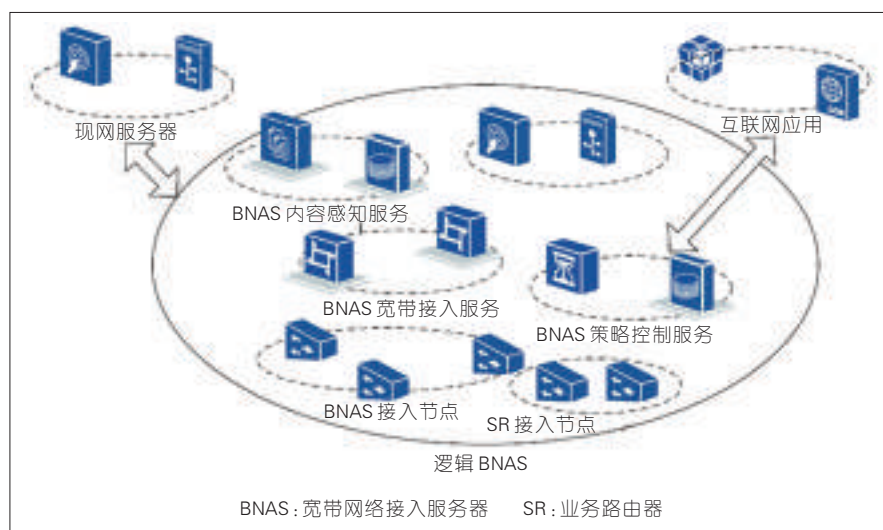 现网服务器
互联网应用
BNAS 内容感知服务
BNAS 宽带接入服务
BNAS 策略控制服务
BNAS 接入节点
SR 接入节点
逻辑 BNAS
BNAS：宽带网络接入服务器 SR：业务路由器